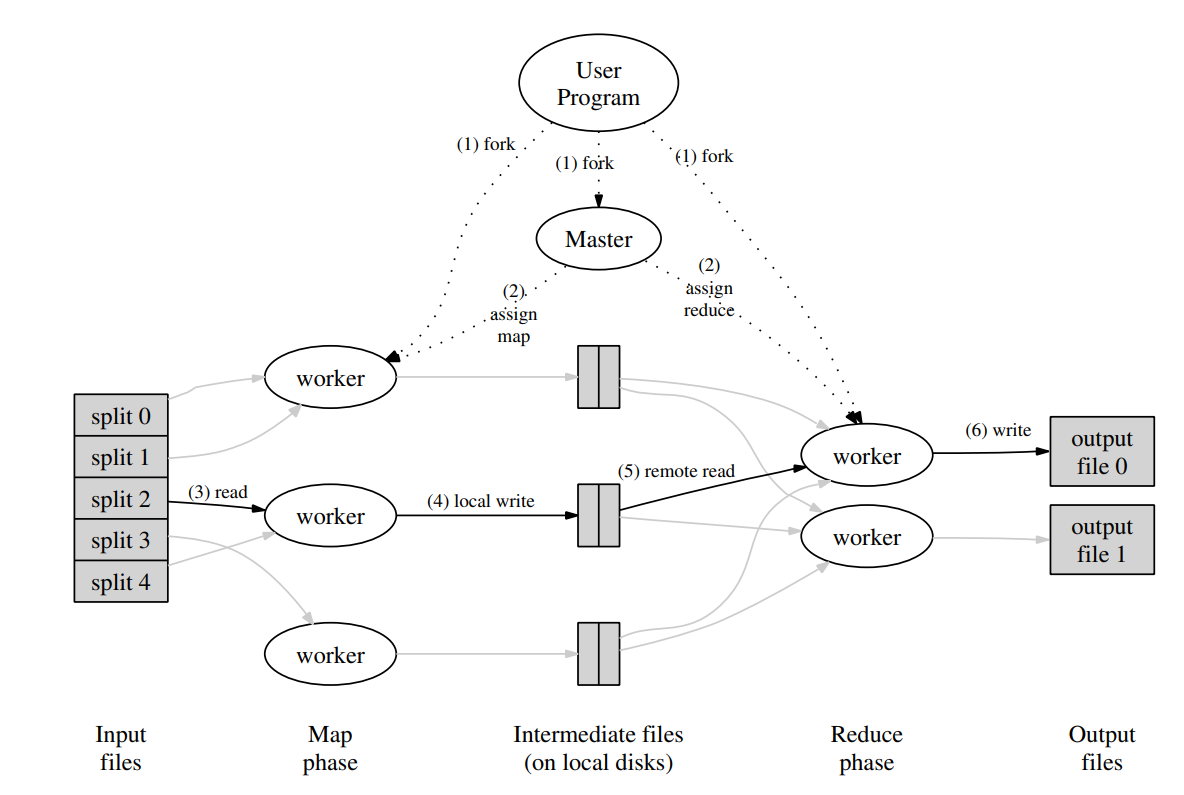 User
Program
(1) fork
(1) fork
(1) fork
Master
(2)
assign
map
(2)
assign
reduce
worker
split 0
split 1
split 2
split 3
split 4
(3) read
worker
(4) local write
worker
(5) remote read
worker
(6) write
output
file 0
worker
output
file 1
Input
files
Map
phase
Intermediate files
(on local disks)
Reduce
phase
Output
files